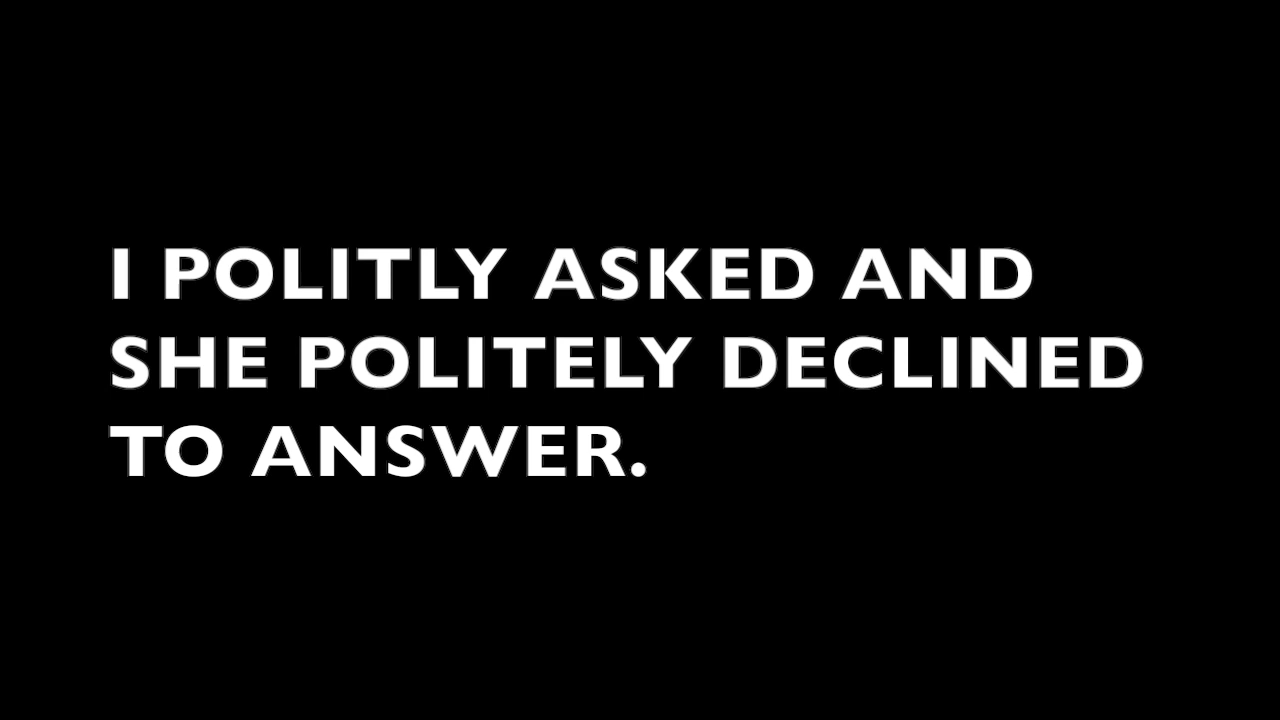 I POLITLY ASKED AND
SHE POLITELY DECLINED
TO ANSWER.